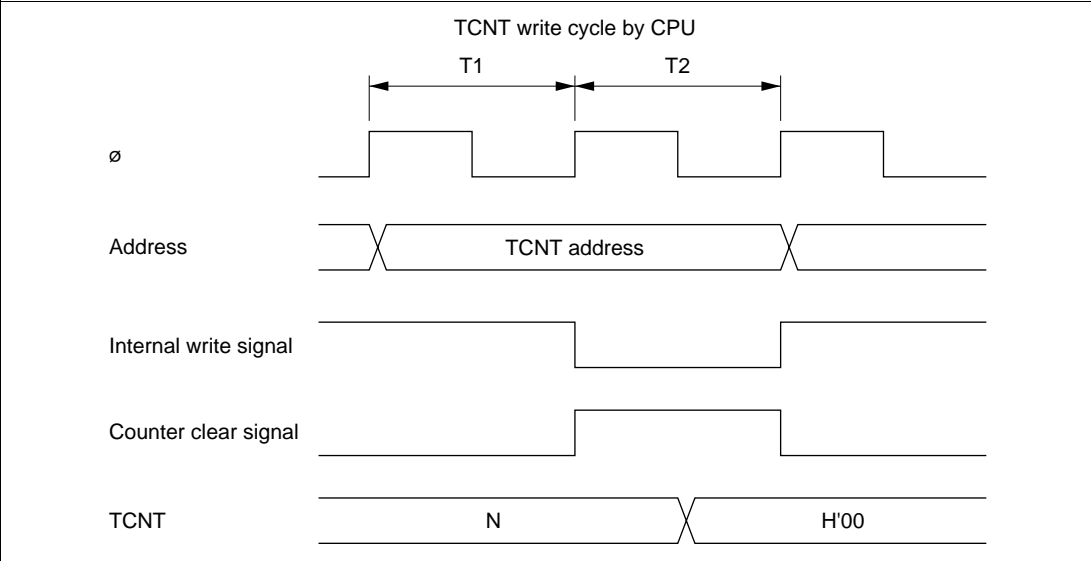 TCNT write cycle by CPU
T1 T2
ø
Address TCNT address
Internal write signal
Counter clear signal
TCNT N H'00